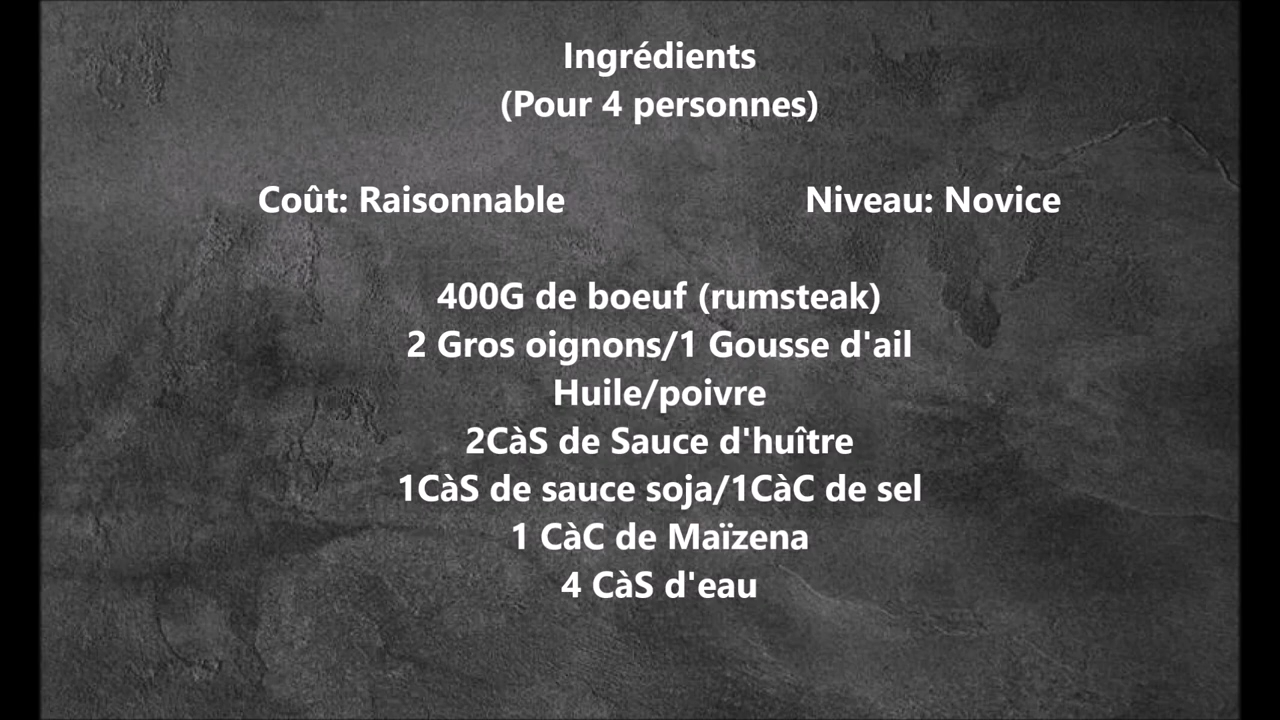 Ingrédients
(Pour 4 personnes)
Coût: Raisonnable
Niveau: Novice
400G de boeuf (rumsteak)
2 Gros oignons/1 Gousse d'ail
Huile/poivre
2CàS de Sauce d'huître
1CàS de sauce soja/1CàC de sel
1 CàC de Maïzena
4 CàS d'eau